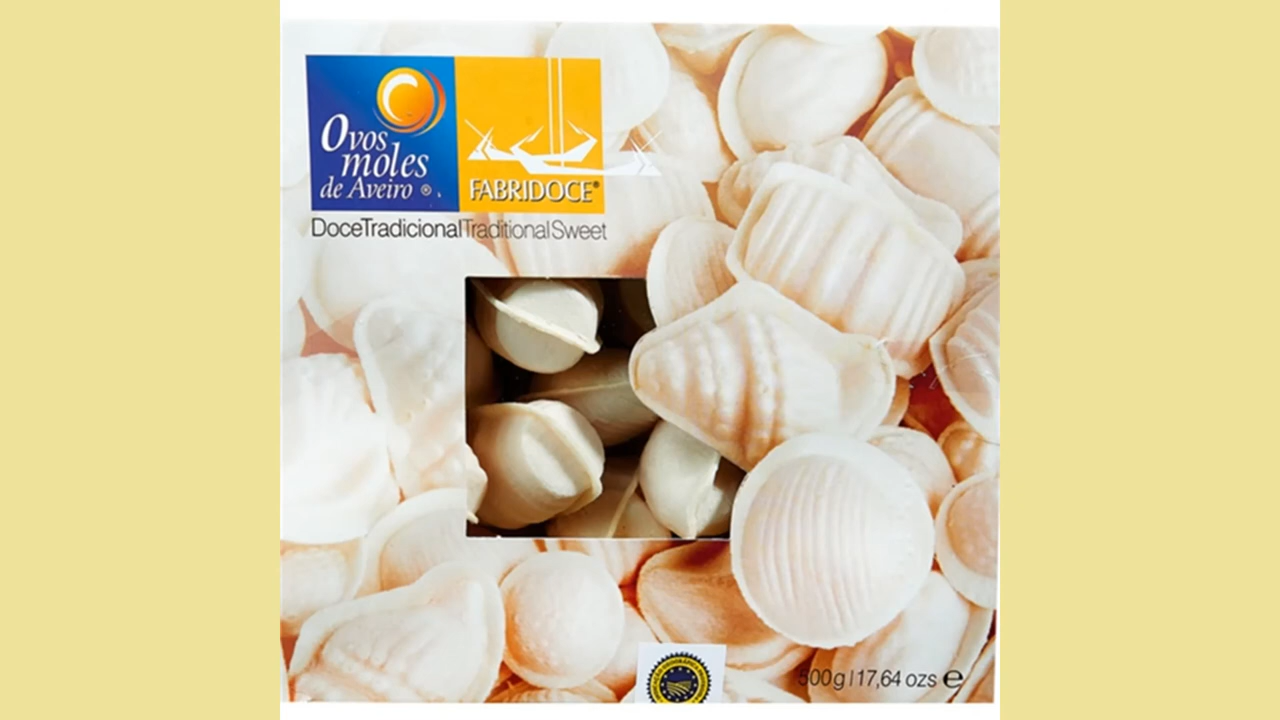 Ovos
moles
de Aveiro ®
FABRIDOCE®
DoceTradicionalTraditionalSweet
500g|17,64 ozs ℮